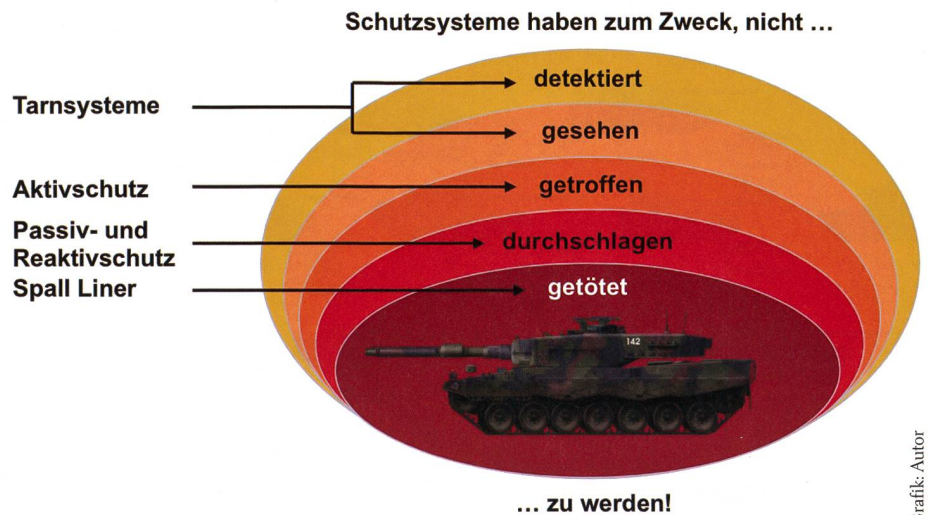 Schutzsysteme haben zum Zweck, nicht ...
Tarnsysteme
detektiert
gesehen
Aktivschutz
getroffen
Passiv- und
Reaktivschutz
durchschlagen
Spall Liner
getötet
142
... zu werden!
Grafik: Autor